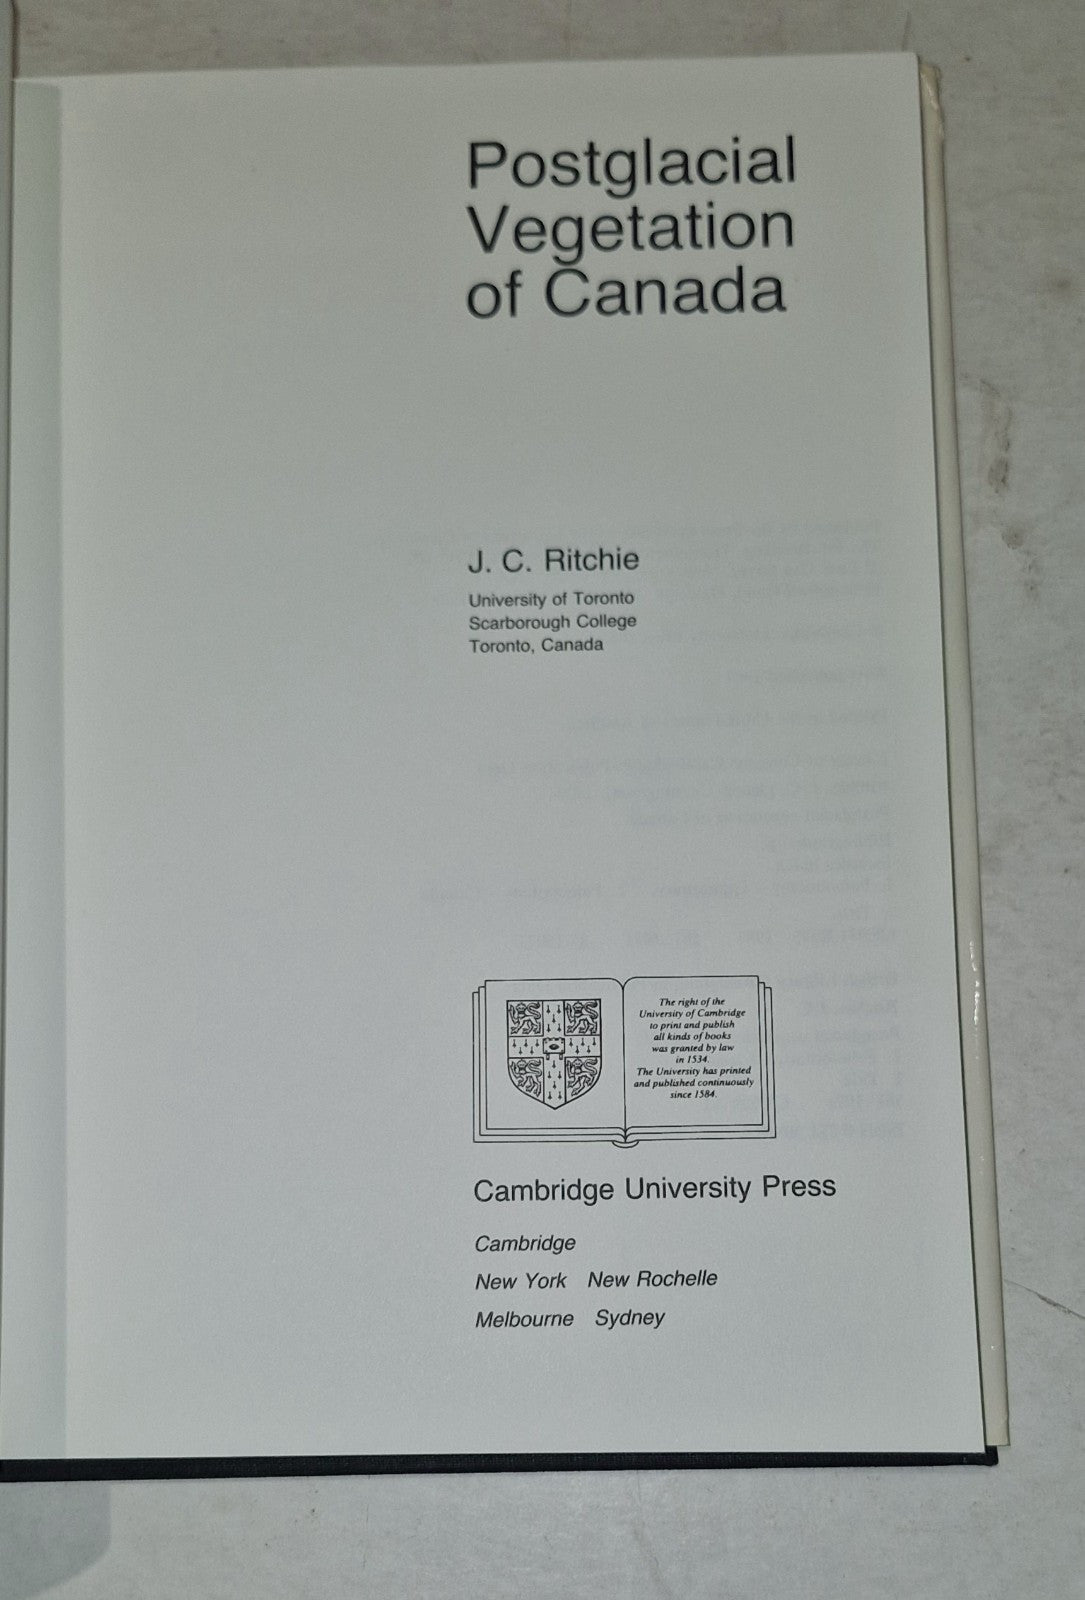 Postglacial
Vegetation
of Canada
J. C. Ritchie
University of Toronto
Scarborough College
Toronto, Canada
The right of the
University of Cambridge
to print and publish
all kinds of books
was granted by law
in 1534.
The University has printed
and published continuously
since 1584.
Cambridge University Press
Cambridge
New York New Rochelle
Melbourne Sydney